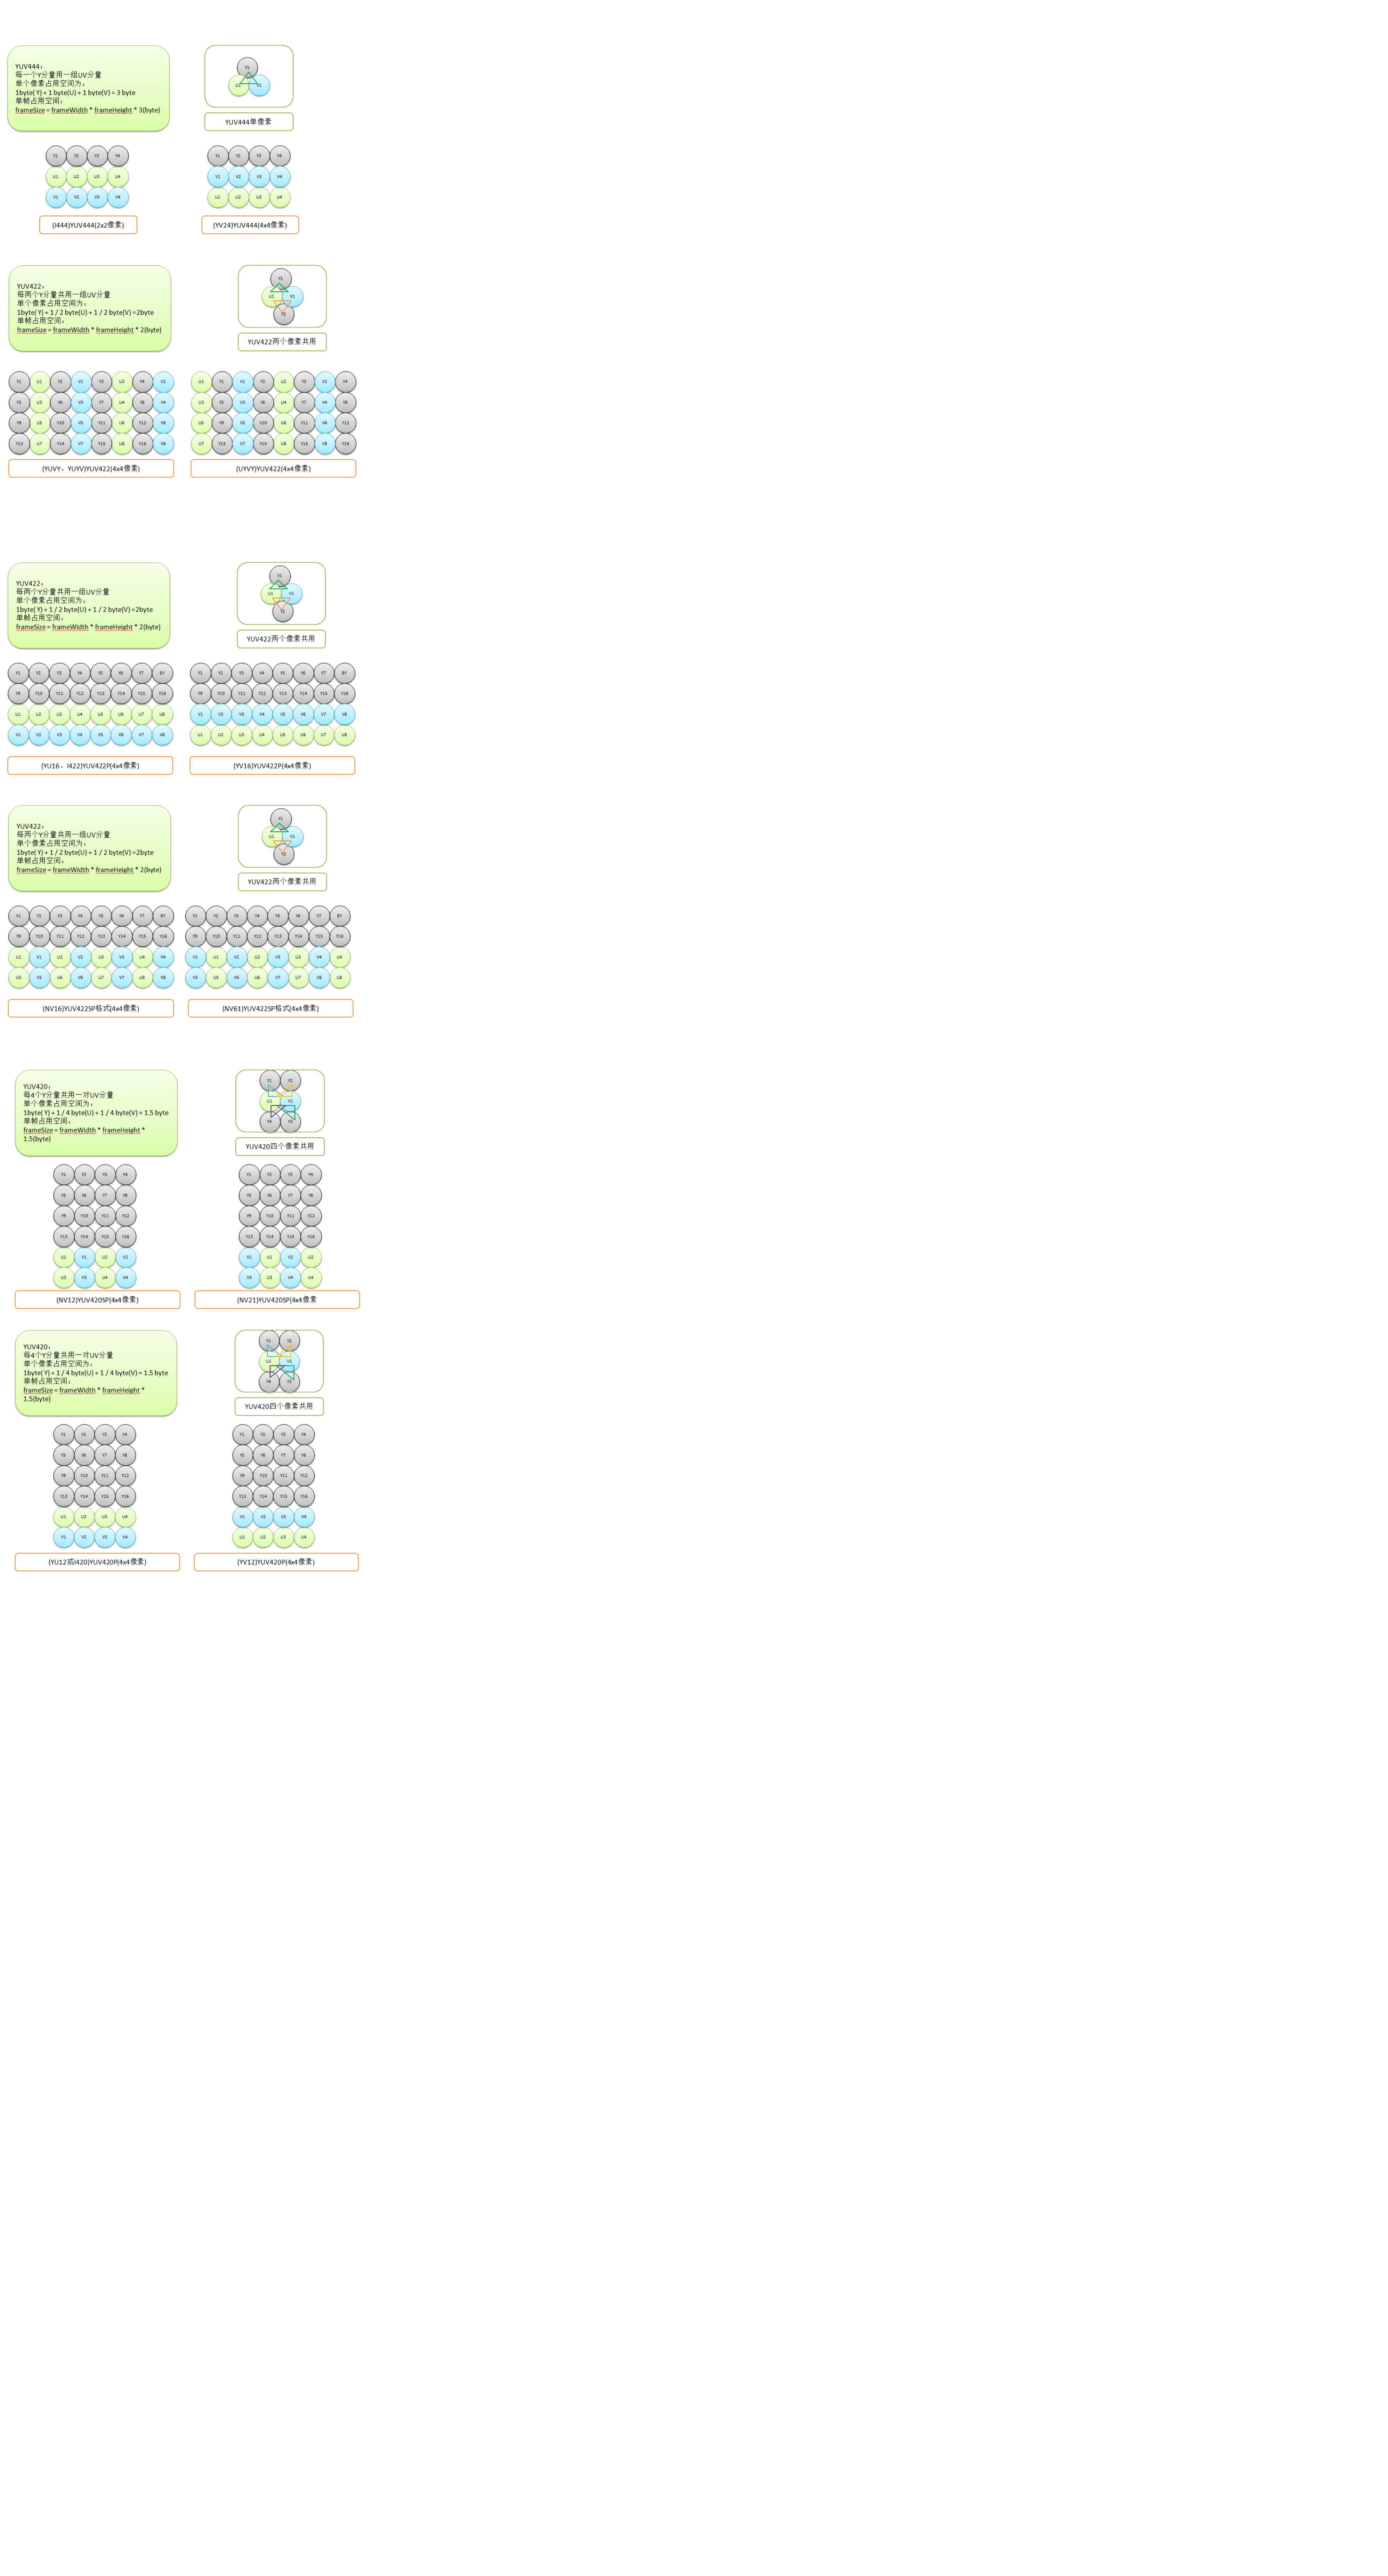 YUV444：
每一个Y分量用一组UV分量
单个像素占用空间为，
1byte( Y) + 1 byte(U) + 1 byte(V) = 3 byte
单帧占用空间，
frameSize = frameWidth * frameHeight * 3(byte)
Y1
U1 V1
YUV444单像素
Y1 Y2 Y3 Y4
U1 U2 U3 U4
V1 V2 V3 V4
(I444)YUV444(2x2像素)
Y1 Y2 Y3 Y4
V1 V2 V3 V4
U1 U2 U3 U4
(YV24)YUV444(4x4像素)
YUV422：
每两个Y分量共用一组UV分量
单个像素占用空间为：
1byte( Y) + 1 / 2 byte(U) + 1 / 2 byte(V) =2byte
单帧占用空间，
frameSize = frameWidth * frameHeight * 2(byte)
Y1
U1 V1
Y2
YUV422两个像素共用
Y1 U1 Y2 V1 Y3 U2 Y4 V2
Y5 U3 Y6 V3 Y7 U4 Y8 V4
Y9 U5 Y10 V5 Y11 U6 Y12 V6
Y13 U7 Y14 V7 Y15 U8 Y16 V8
(YUVY、YUYV)YUV422(4x4像素)
U1 Y1 V1 Y2 U2 Y3 V2 Y4
U3 Y5 V3 Y6 U4 Y7 V4 Y8
U5 Y9 V5 Y10 U6 Y11 V6 Y12
U7 Y13 V7 Y14 U8 Y15 V8 Y16
(UYVY)YUV422(4x4像素)
YUV422：
每两个Y分量共用一组UV分量
单个像素占用空间为：
1byte( Y) + 1 / 2 byte(U) + 1 / 2 byte(V) =2byte
单帧占用空间：
frameSize = frameWidth * frameHeight * 2(byte)
Y1
U1 V1
Y2
YUV422两个像素共用
Y1 Y2 Y3 Y4 Y5 Y6 Y7 8Y
Y9 Y10 Y11 Y12 Y13 Y14 Y15 Y16
U1 U2 U3 U4 U5 U6 U7 U8
V1 V2 V3 V4 V5 V6 V7 V8
(YU16、I422)YUV422P(4x4像素)
Y1 Y2 Y3 Y4 Y5 Y6 Y7 8Y
Y9 Y10 Y11 Y12 Y13 Y14 Y15 Y16
V1 V2 V3 V4 V5 V6 V7 V8
U1 U2 U3 U4 U5 U6 U7 U8
(YV16)YUV422P(4x4像素)
YUV422：
每两个Y分量共用一组UV分量
单个像素占用空间为：
1byte( Y) + 1 / 2 byte(U) + 1 / 2 byte(V) =2byte
单帧占用空间：
frameSize = frameWidth * frameHeight * 2(byte)
Y1
U1 V1
Y2
YUV422两个像素共用
Y1 Y2 Y3 Y4 Y5 Y6 Y7 8Y
Y9 Y10 Y11 Y12 Y13 Y14 Y15 Y16
U1 V1 U2 V2 U3 V3 U4 V4
U5 V5 U6 V6 U7 V7 U8 V8
(NV16)YUV422SP格式(4x4像素)
Y1 Y2 Y3 Y4 Y5 Y6 Y7 8Y
Y9 Y10 Y11 Y12 Y13 Y14 Y15 Y16
V1 U1 V2 U2 V3 U3 V4 U4
V5 U5 V6 U6 V7 U7 V8 U8
(NV61)YUV422SP格式(4x4像素)
YUV420：
每4个Y分量共用一对UV分量
单个像素占用空间为，
1byte( Y) + 1 / 4 byte(U) + 1 / 4 byte(V) = 1.5 byte
单帧占用空间，
frameSize = frameWidth * frameHeight *
1.5(byte)
Y1 Y2
U1 V1
Y4 Y3
YUV420四个像素共用
Y1 Y2 Y3 Y4
Y5 Y6 Y7 Y8
Y9 Y10 Y11 Y12
Y13 Y14 Y15 Y16
U1 V1 U2 V2
U3 V3 U4 V4
(NV12)YUV420SP(4x4像素)
Y1 Y2 Y3 Y4
Y5 Y6 Y7 Y8
Y9 Y10 Y11 Y12
Y13 Y14 Y15 Y16
V1 U1 V2 U2
V3 U3 V4 U4
(NV21)YUV420SP(4x4像素
YUV420：
每4个Y分量共用一对UV分量
单个像素占用空间为，
1byte( Y) + 1 / 4 byte(U) + 1 / 4 byte(V) = 1.5 byte
单帧占用空间，
frameSize = frameWidth * frameHeight *
1.5(byte)
Y1 Y2
U1 V1
Y4 Y3
YUV420四个像素共用
Y1 Y2 Y3 Y4
Y5 Y6 Y7 Y8
Y9 Y10 Y11 Y12
Y13 Y14 Y15 Y16
U1 U2 U3 U4
V1 V2 V3 V4
(YU12或I420)YUV420P(4x4像素)
Y1 Y2 Y3 Y4
Y5 Y6 Y7 Y8
Y9 Y10 Y11 Y12
Y13 Y14 Y15 Y16
V1 V2 V3 V4
U1 U2 U3 U4
(YV12)YUV420P(4x4像素)